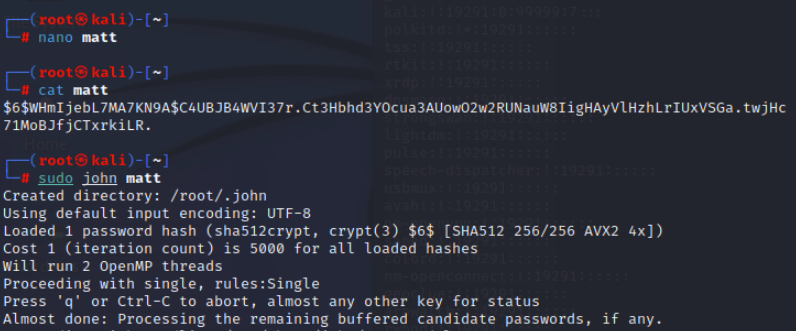 ┌──(root㉿kali)-[~]
└─# nano matt
┌──(root㉿kali)-[~]
└─# cat matt
$6$WHmIjebL7MA7KN9A$C4UBJB4WVI37r.Ct3Hbhd3YOcua3AUowO2w2RUNauW8IigHAyVlHzhLrIUxVSGa.twjHc
71MoBJfjCTxrkiLR.
┌──(root㉿kali)-[~]
└─# sudo john matt
Created directory: /root/.john
Using default input encoding: UTF-8
Loaded 1 password hash (sha512crypt, crypt(3) $6$ [SHA512 256/256 AVX2 4x])
Cost 1 (iteration count) is 5000 for all loaded hashes
Will run 2 OpenMP threads
Proceeding with single, rules:Single
Press 'q' or Ctrl-C to abort, almost any other key for status
Almost done: Processing the remaining buffered candidate passwords, if any.